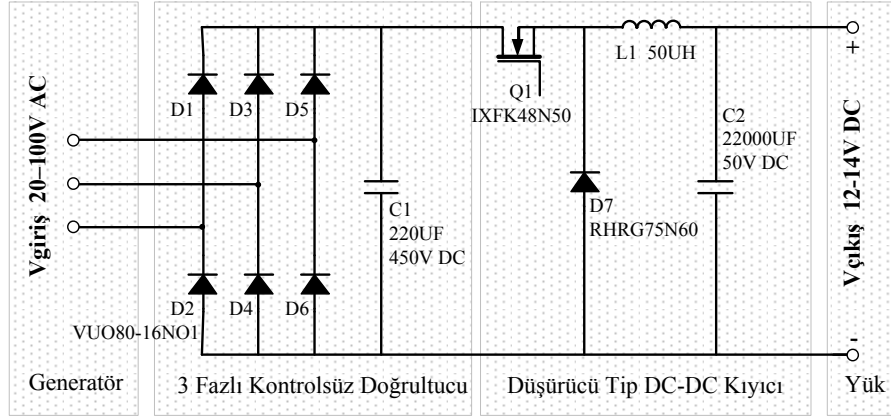 Vgiriş 20–100V AC
D1
D3
D5
D2
D4
D6
VUO80-16NO1
C1
220UF
450V DC
Q1
IXFK48N50
L1 50UH
D7
RHRG75N60
C2
22000UF
50V DC
+
Vçıkış 12-14V DC
-
Generatör
3 Fazlı Kontrolsüz Doğrultucu
Düşürücü Tip DC-DC Kıyıcı
Yük